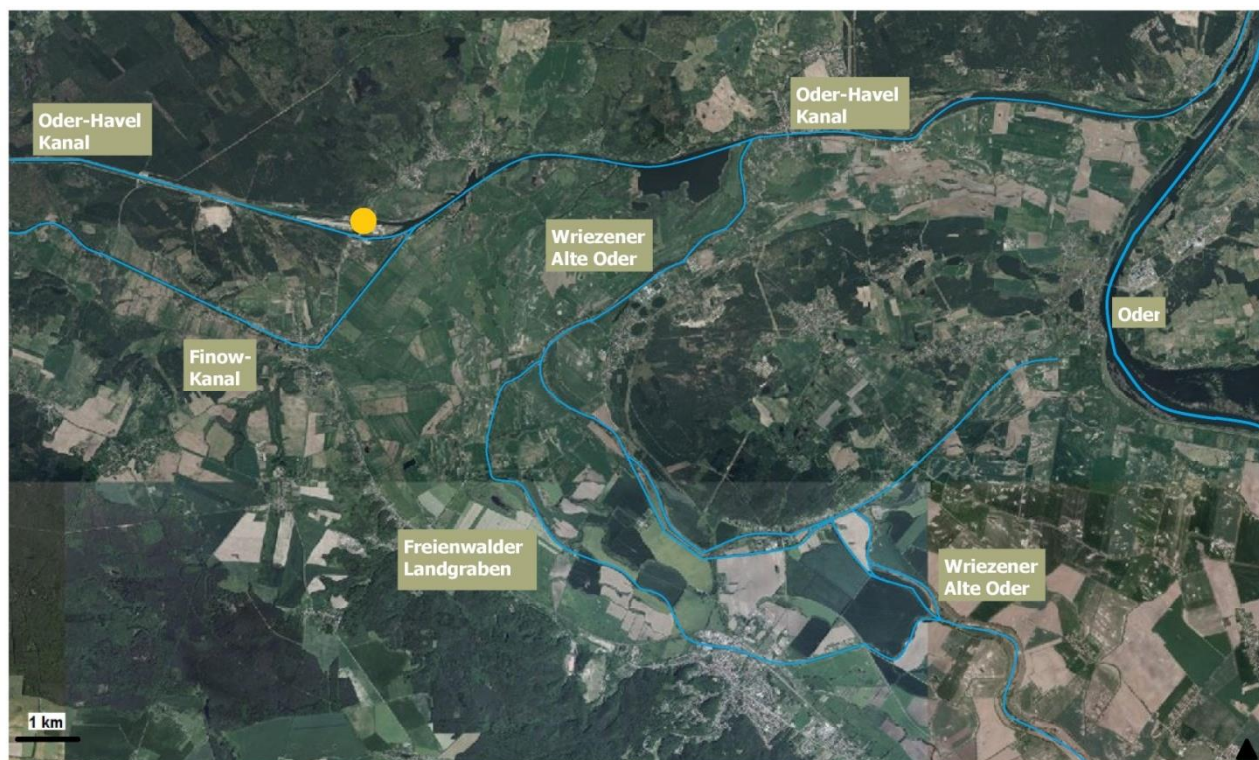 Oder-Havel
Kanal
Oder-Havel
Kanal
Wriezener
Alte Oder
Oder
Finow-
Kanal
Freienwalder
Landgraben
Wriezener
Alte Oder
1 km